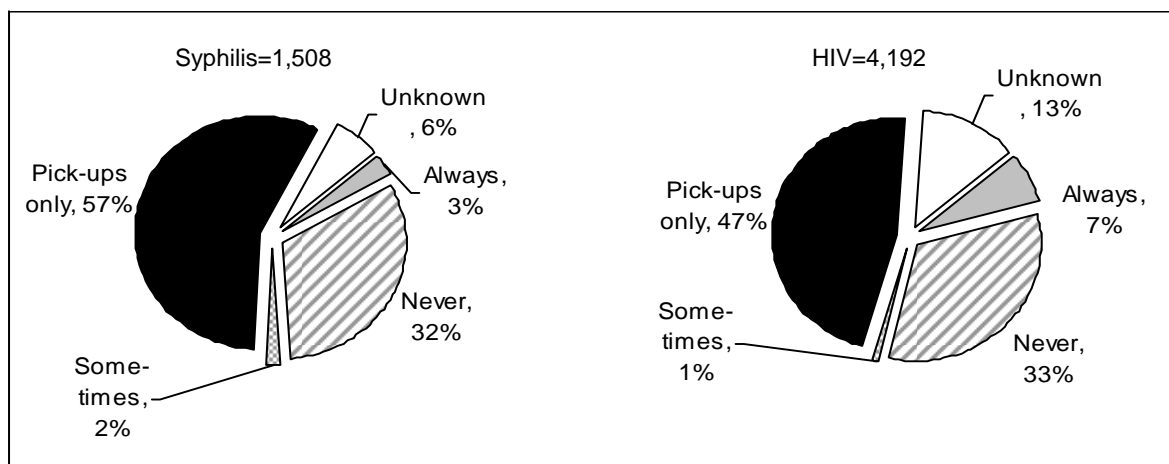 Syphilis=1,508
Unknown
, 6%
Always,
3%
Never,
32%
Some-
times,
2%
Pick-ups
only, 57%
HIV=4,192
Unknown
, 13%
Always,
7%
Never,
33%
Some-
times,
1%
Pick-ups
only, 47%